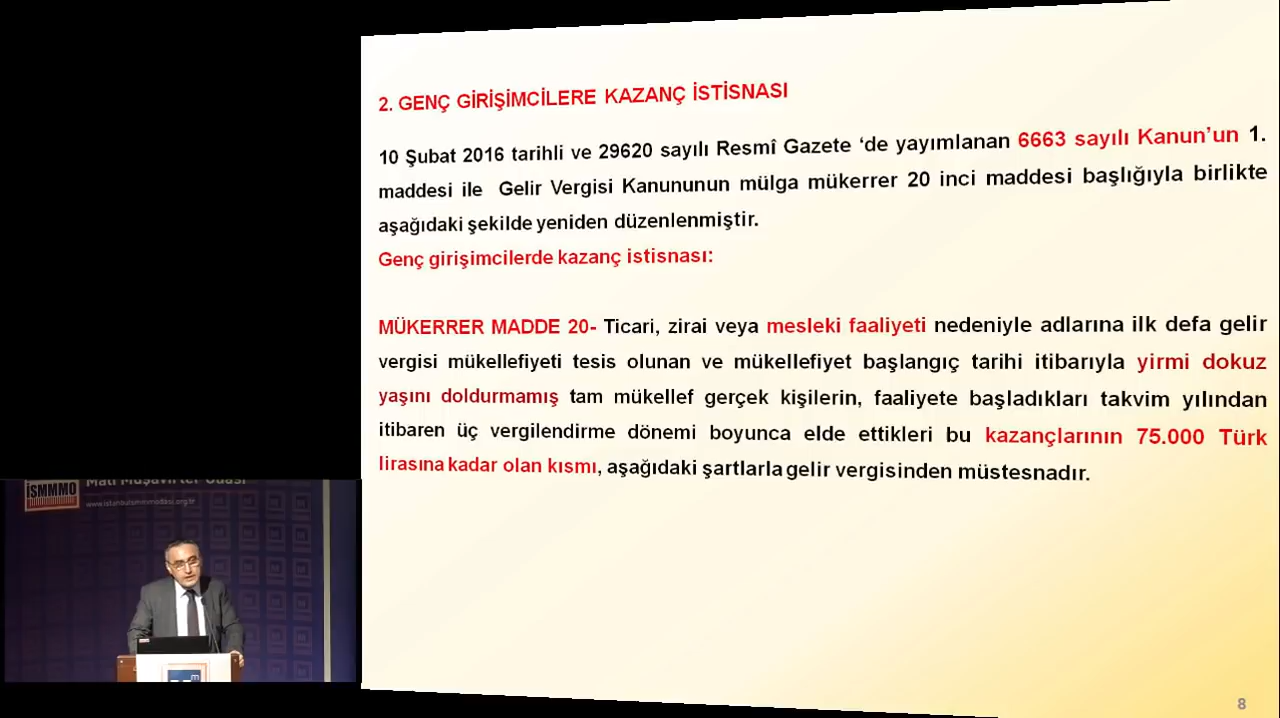 2. GENÇ GİRİŞİMCİLERE KAZANÇ İSTİSNASI
10 Şubat 2016 tarihli ve 29620 sayılı Resmî Gazete ‘de yayımlanan 6663 sayılı Kanun’un 1.
maddesi ile Gelir Vergisi Kanununun mülga mükerrer 20 inci maddesi başlığıyla birlikte
aşağıdaki şekilde yeniden düzenlenmiştir.
Genç girişimcilerde kazanç istisnası:
MÜKERRER MADDE 20- Ticari, zirai veya mesleki faaliyeti nedeniyle adlarına ilk defa gelir
vergisi mükellefiyeti tesis olunan ve mükellefiyet başlangıç tarihi itibarıyla yirmi dokuz
yaşını doldurmamış tam mükellef gerçek kişilerin, faaliyete başladıkları takvim yılından
itibaren üç vergilendirme dönemi boyunca elde ettikleri bu kazançlarının 75.000 Türk
lirasına kadar olan kısmı, aşağıdaki şartlarla gelir vergisinden müstesnadır.
8
İSMMMO
Mali Müşavirler Odası
www.istanbulsmmmodasi.org.tr